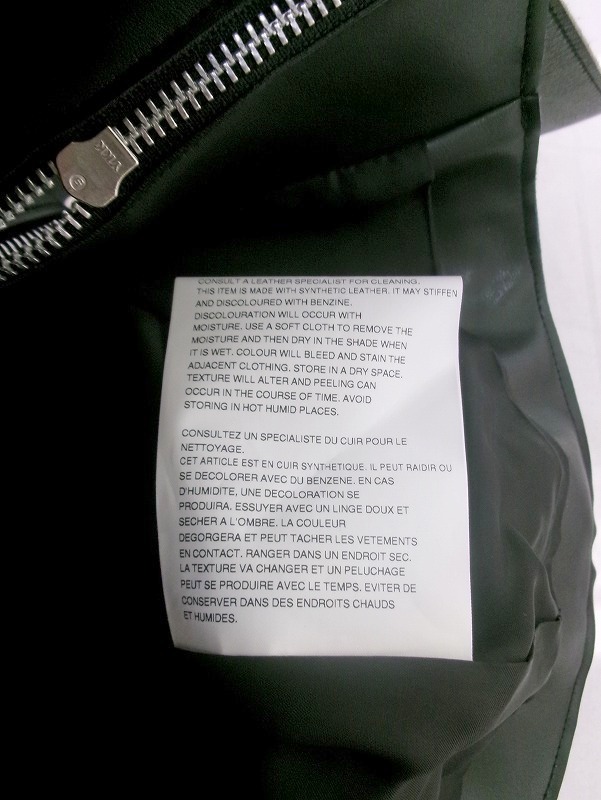 CONSULT A LEATHER SPECIALIST FOR CLEANING.
THIS ITEM IS MADE WITH SYNTHETIC LEATHER. IT MAY STIFFEN
AND DISCOLOURED WITH BENZINE.
DISCOLOURATION WILL OCCUR WITH
MOISTURE. USE A SOFT CLOTH TO REMOVE THE
MOISTURE AND THEN DRY IN THE SHADE WHEN
IT IS WET. COLOUR WILL BLEED AND STAIN THE
ADJACENT CLOTHING. STORE IN A DRY SPACE.
TEXTURE WILL ALTER AND PEELING CAN
OCCUR IN THE COURSE OF TIME. AVOID
STORING IN HOT HUMID PLACES.
CONSULTEZ UN SPECIALISTE DU CUIR POUR LE
NETTOYAGE.
CET ARTICLE EST EN CUIR SYNTHETIQUE. IL PEUT RAIDIR OU
SE DECOLORER AVEC DU BENZENE. EN CAS
D'HUMIDITE, UNE DECOLORATION SE
PRODUIRA. ESSUYER AVEC UN LINGE DOUX ET
SECHER A L'OMBRE. LA COULEUR
DEGORGERA ET PEUT TACHER LES VETEMENTS
EN CONTACT. RANGER DANS UN ENDROIT SEC.
LA TEXTURE VA CHANGER ET UN PELUCHAGE
PEUT SE PRODUIRE AVEC LE TEMPS. EVITER DE
CONSERVER DANS DES ENDROITS CHAUDS
ET HUMIDES.